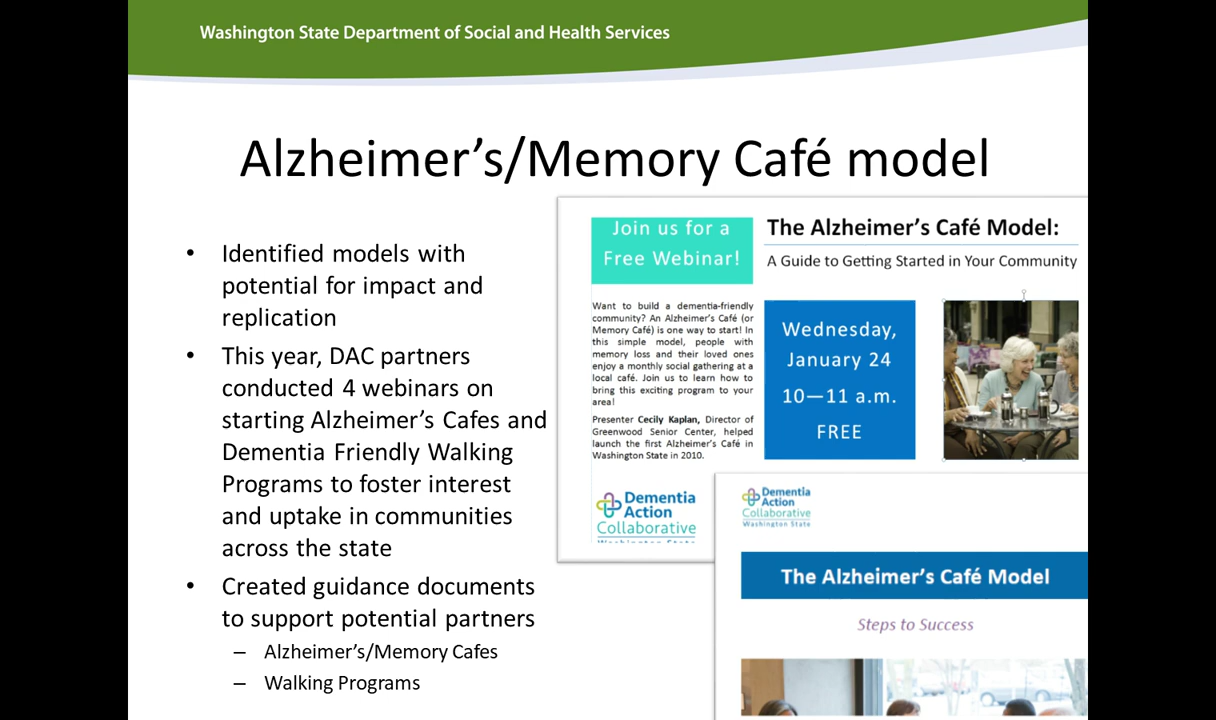 Washington State Department of Social and Health Services
Alzheimer's/Memory Café model
• Identified models with
potential for impact and
replication
• This year, DAC partners
conducted 4 webinars on
starting Alzheimer's Cafes and
Dementia Friendly Walking
Programs to foster interest
and uptake in communities
across the state
• Created guidance documents
to support potential partners
– Alzheimer's/Memory Cafes
– Walking Programs
Join us for a
Free Webinar!
Want to build a dementia-friendly
community? An Alzheimer's Café (or
Memory Café) is one way to start! In
this simple model, people with
memory loss and their loved ones
enjoy a monthly social gathering at a
local café. Join us to learn how to
bring this exciting program to your
area!
Presenter Cecily Kaplan, Director of
Greenwood Senior Center, helped
launch the first Alzheimer's Café in
Washington State in 2010.
Dementia
Action
Collaborative
Washington State
The Alzheimer's Café Model:
A Guide to Getting Started in Your Community
Wednesday,
January 24
10—11 a.m.
FREE
Dementia
Action
Collaborative
Washington State
The Alzheimer's Café Model
Steps to Success